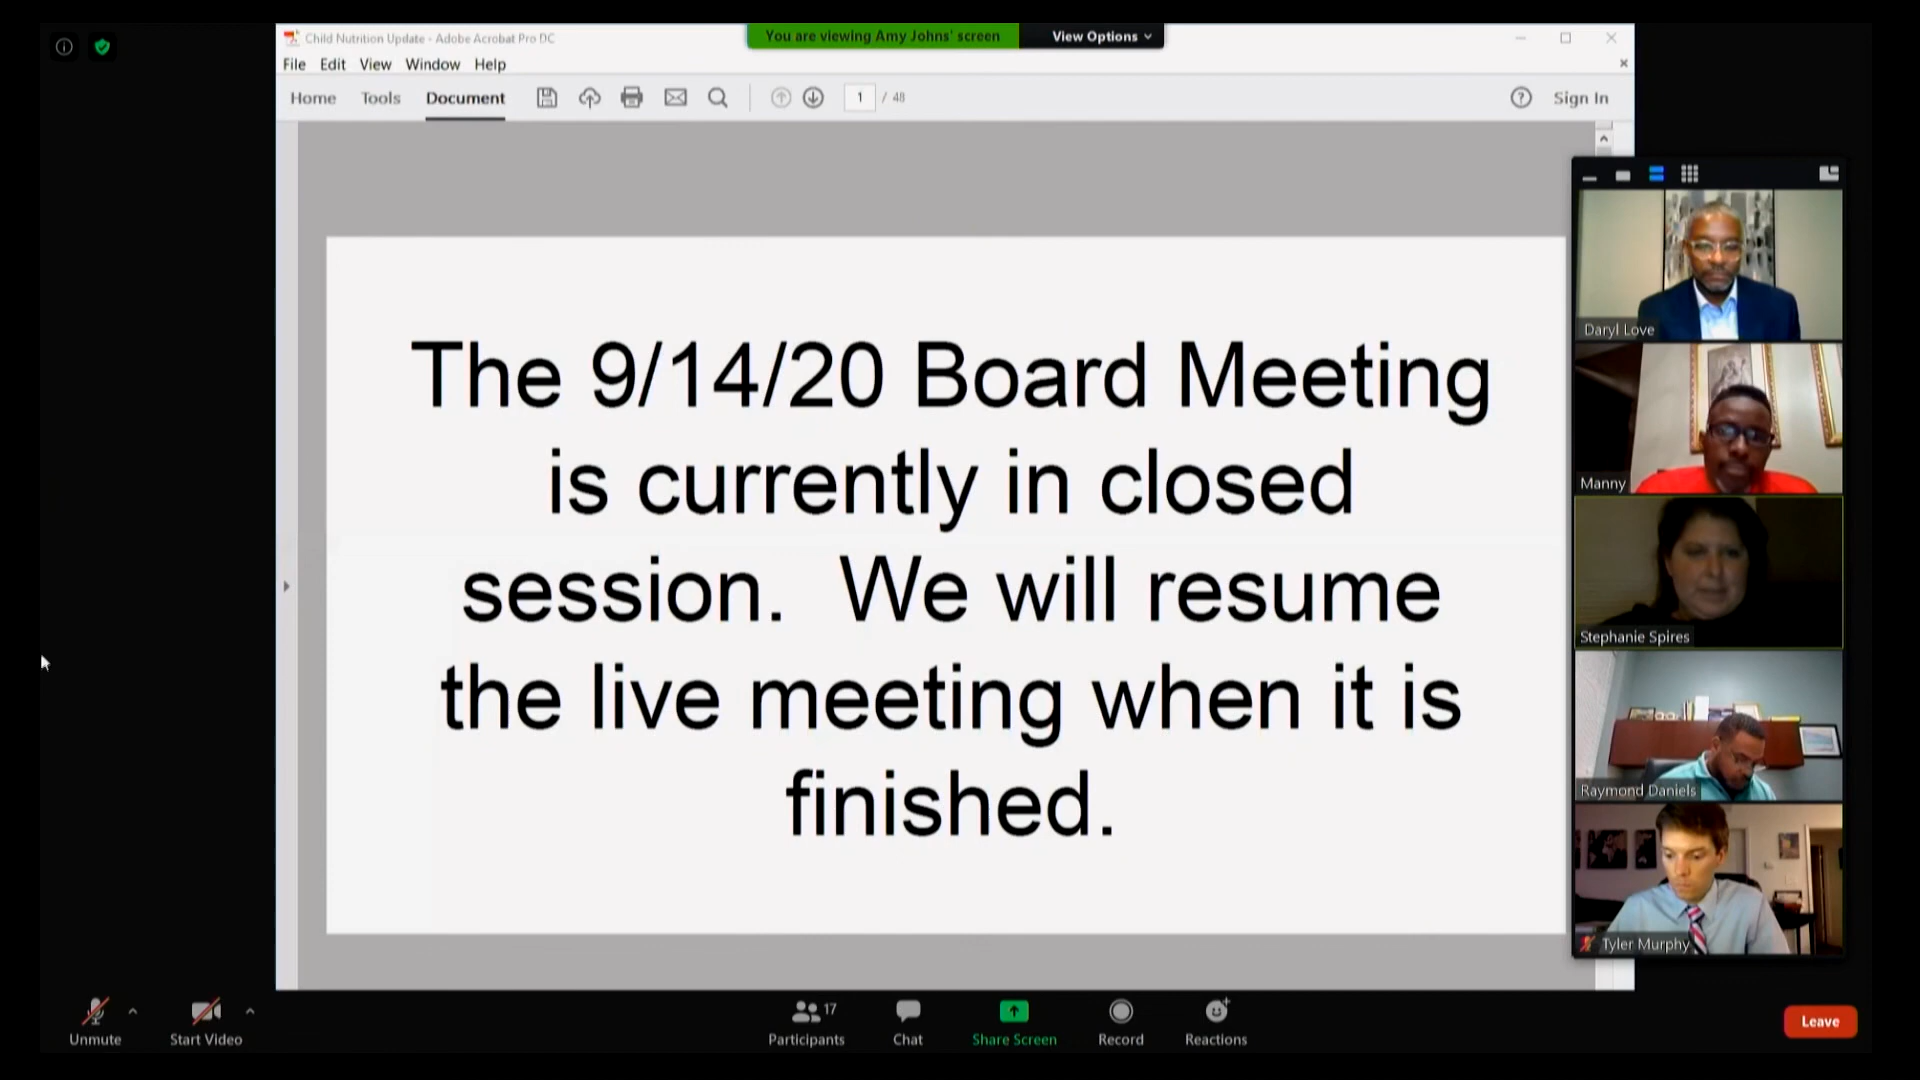 Child Nutrition Update - Adobe Acrobat Pro DC
You are viewing Amy Johns' screen
View Options
File Edit View Window Help
Home Tools Document 1 / 48 Sign In
The 9/14/20 Board Meeting
is currently in closed
session. We will resume
the live meeting when it is
finished.
Daryl Love
Manny
Stephanie Spires
Raymond Daniels
Tyler Murphy
Unmute
Start Video
17
Participants
Chat
Share Screen
Record
Reactions
Leave